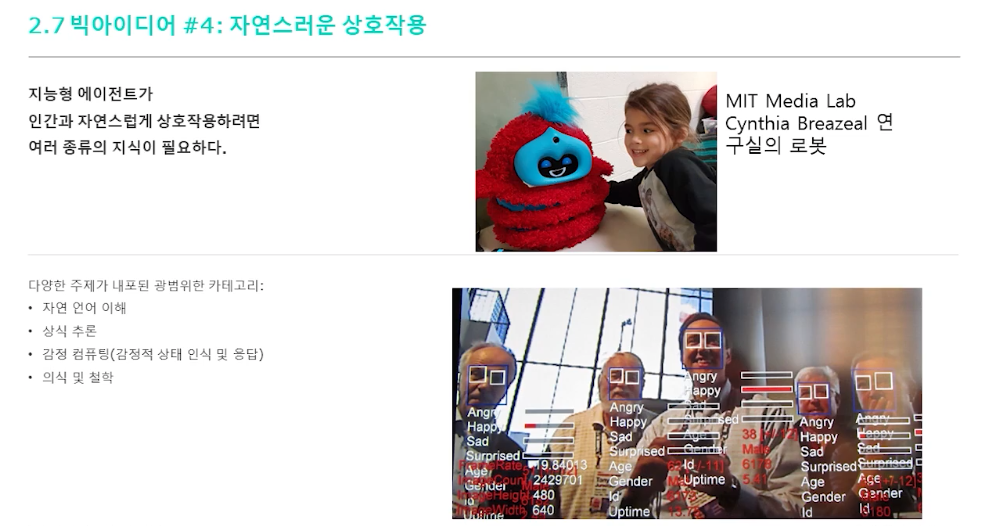 2.7 빅아이디어 #4: 자연스러운 상호작용
지능형 에이전트가
인간과 자연스럽게 상호작용하려면
여러 종류의 지식이 필요하다.
MIT Media Lab
Cynthia Breazeal 연
구실의 로봇
다양한 주제가 내포된 광범위한 카테고리:
• 자연 언어 이해
• 상식 추론
• 감정 컴퓨팅(감정적 상태 인식 및 응답)
• 의식 및 철학
Angry
Happy
Sad
Surprised
Age
Gender
Id
Uptime
FrameRate 19.84013
ImageCount 2429701
ImageHeight 480
ImageWidth 640
Angry
Happy
Sad
Surprised
Age
Gender
Id
Uptime
Angry
Happy
Sad
Surprised
Age 38 [+/-12]
Gender Male
Id 6178
Uptime 5.41
Angry
Happy
Sad
Surprised
Age
Gender
Id
Angry
Happy
Sad
Surprised
Age
Gender
Id